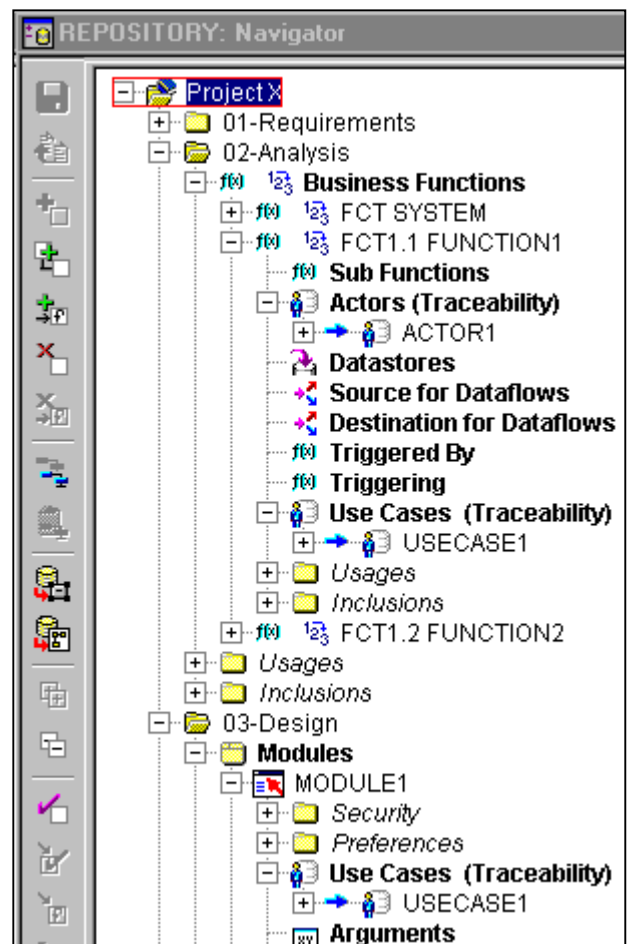 REPOSITORY: Navigator
Project X
01-Requirements
02-Analysis
Business Functions
FCT SYSTEM
FCT1.1 FUNCTION1
Sub Functions
Actors (Traceability)
ACTOR1
Datastores
Source for Dataflows
Destination for Dataflows
Triggered By
Triggering
Use Cases (Traceability)
USECASE1
Usages
Inclusions
FCT1.2 FUNCTION2
Usages
Inclusions
03-Design
Modules
MODULE1
Security
Preferences
Use Cases (Traceability)
USECASE1
Arguments